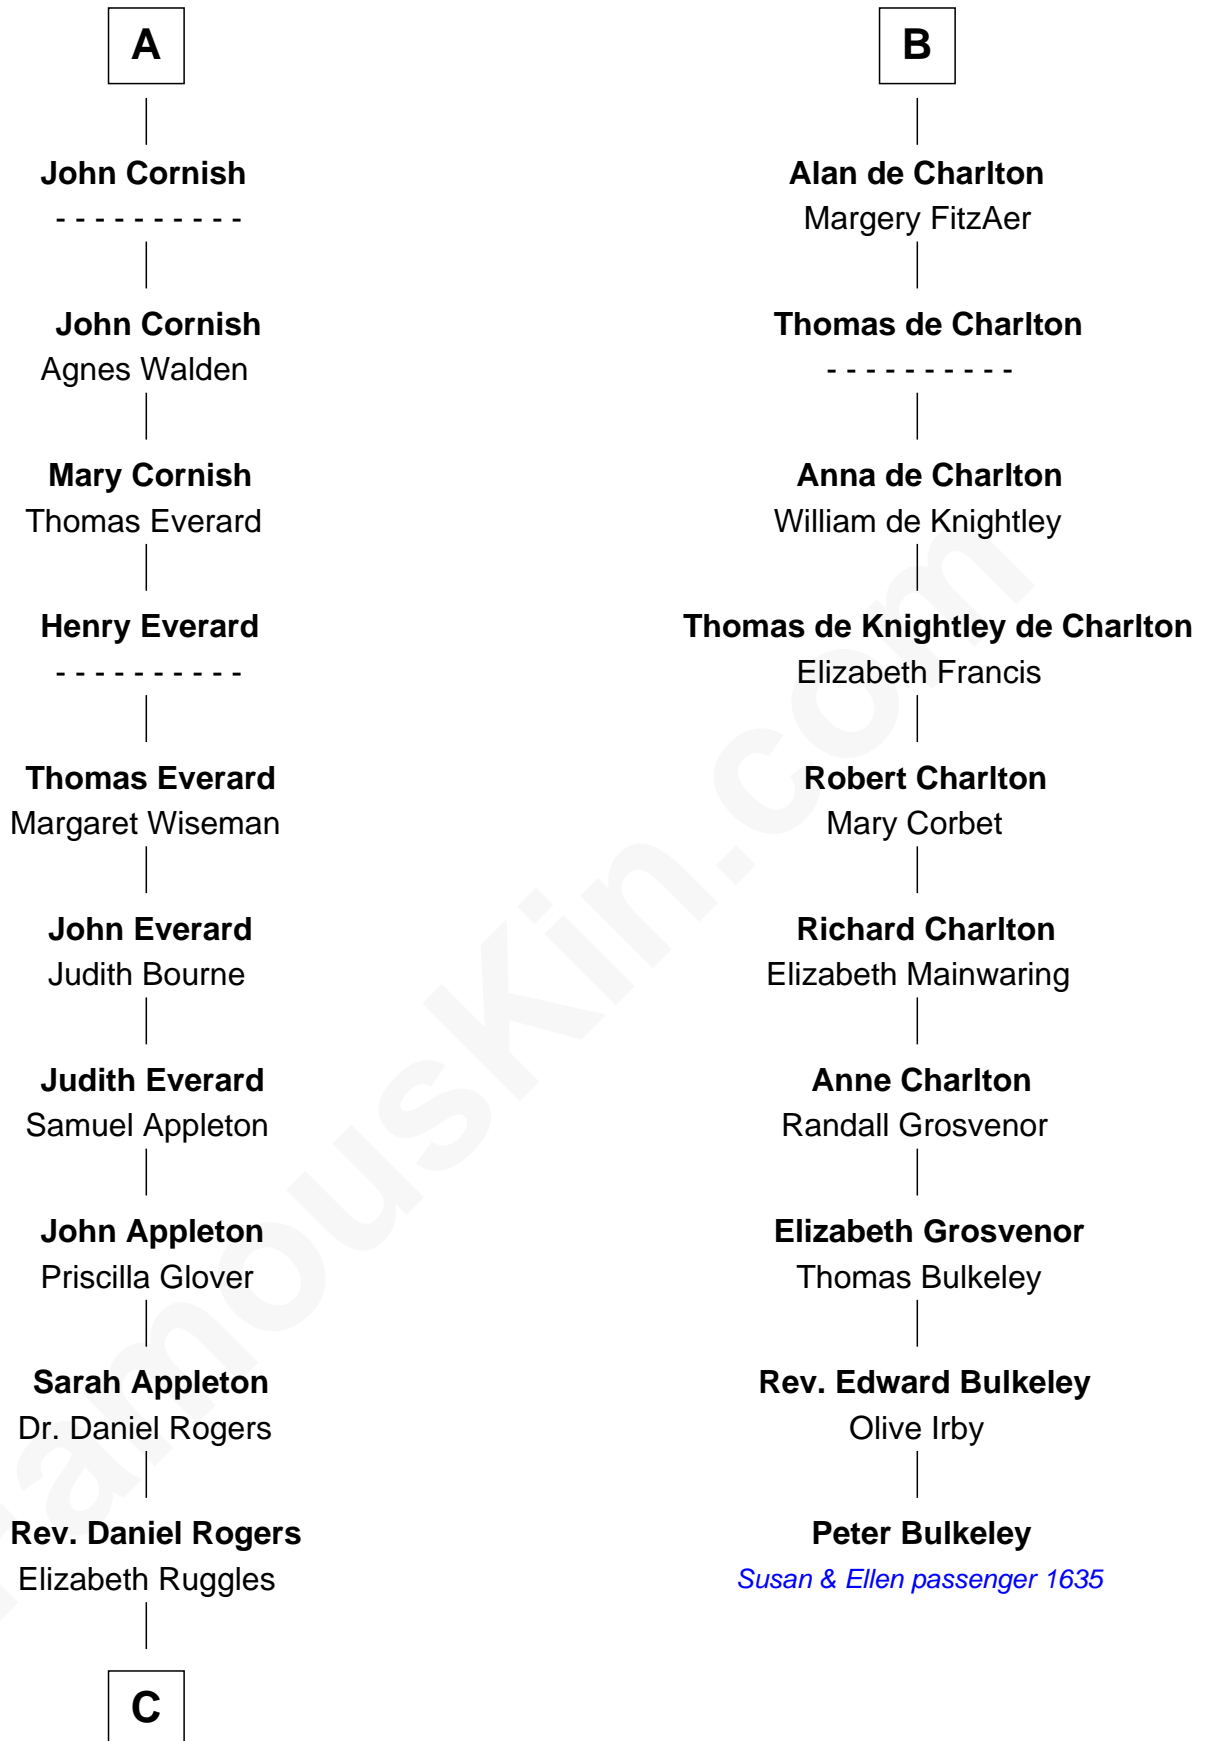 A
John Cornish
- - - - - - - - - -
John Cornish
Agnes Walden
Mary Cornish
Thomas Everard
Henry Everard
- - - - - - - - - -
Thomas Everard
Margaret Wiseman
John Everard
Judith Bourne
Judith Everard
Samuel Appleton
John Appleton
Priscilla Glover
Sarah Appleton
Dr. Daniel Rogers
Rev. Daniel Rogers
Elizabeth Ruggles
C
B
Alan de Charlton
Margery FitzAer
Thomas de Charlton
- - - - - - - - - -
Anna de Charlton
William de Knightley
Thomas de Knightley de Charlton
Elizabeth Francis
Robert Charlton
Mary Corbet
Richard Charlton
Elizabeth Mainwaring
Anne Charlton
Randall Grosvenor
Elizabeth Grosvenor
Thomas Bulkeley
Rev. Edward Bulkeley
Olive Irby
Peter Bulkeley
Susan & Ellen passenger 1635
FamousKin.com